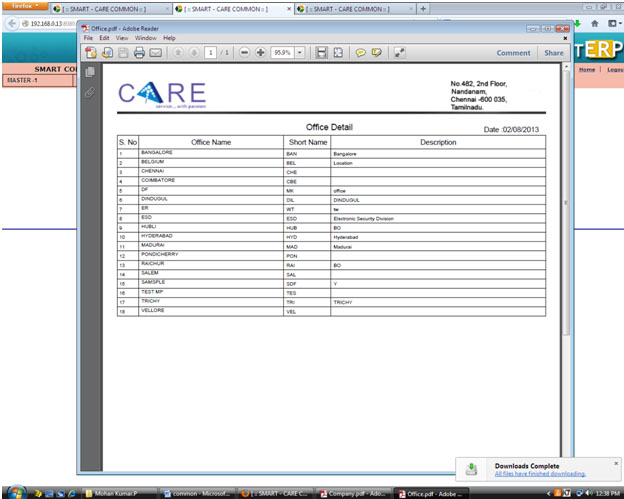 Firefox
[ :: SMART - CARE COMMON :: ] × [ :: SMART - CARE COMMON :: ] × [ :: SMART - CARE COMMON :: ] × +
192.168.0.13
Office.pdf - Adobe Reader
File Edit View Window Help
1 / 1 95.9% Comment Share
TERP
SMART CO
Home | Logou
MASTER -1
CARE
service... with passion
No.482, 2nd Floor,
Nandanam,
Chennai -600 035,
Tamilnadu.
Office Detail
Date :02/08/2013
S. No Office Name Short Name Description
1 BANGALORE BAN Bangalore
2 BELGIUM BEL Location
3 CHENNAI CHE
4 COIMBATORE CBE
5 DF MK office
6 DINDUGUL DIL DINDUGUL
7 ER WT tw
8 ESD ESD Electronic Security Division
9 HUBLI HUB BO
10 HYDERABAD HYD Hyderabad
11 MADURAI MAD Madurai
12 PONDICHERRY PON
13 RAICHUR RAI BO
14 SALEM SAL
15 SAMSPLE SDF Y
16 TEST MP TES
17 TRICHY TRI TRICHY
18 VELLORE VEL
Downloads Complete
All files have finished downloading.
Mohan Kumar.P common - Microsof... [ :: SMART - CARE C... Company.pdf - Ado... Office.pdf - Adobe ... 12:38 PM